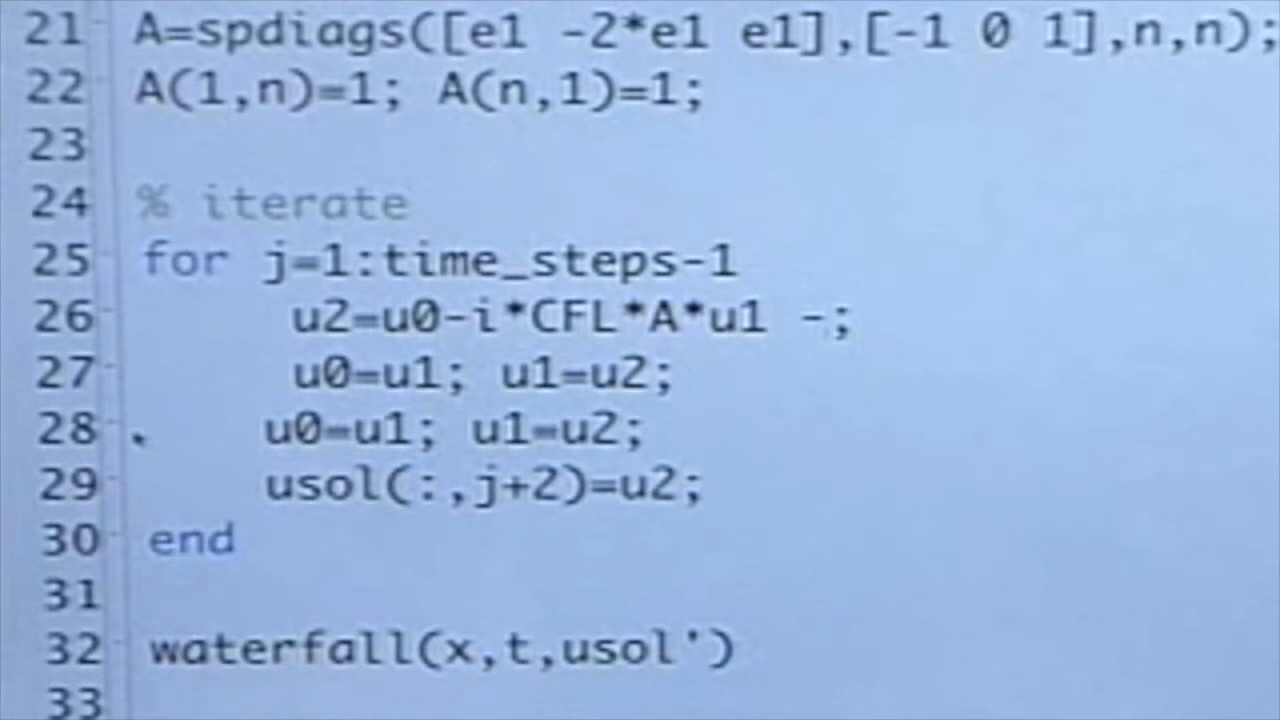 21 A=spdiags([e1 -2*e1 e1],[-1 0 1],n,n);
22 A(1,n)=1; A(n,1)=1;
23
24 % iterate
25 for j=1:time_steps-1
26 u2=u0-i*CFL*A*u1 -;
27 u0=u1; u1=u2;
28 u0=u1; u1=u2;
29 usol(:,j+2)=u2;
30 end
31
32 waterfall(x,t,usol')
33